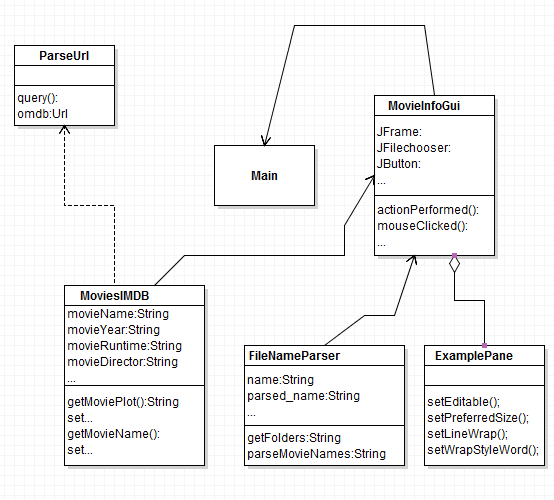 ParseUrl
query():
omdb:Url
Main
MovieInfoGui
JFrame:
JFilechooser:
JButton:
...
actionPerformed():
mouseClicked():
...
MoviesIMDB
movieName:String
movieYear:String
movieRuntime:String
movieDirector:String
...
getMoviePlot():String
set...
getMovieName():
set...
FileNameParser
name:String
parsed_name:String
...
getFolders:String
parseMovieNames:String
ExamplePane
setEditable();
setPreferredSize();
setLineWrap();
setWrapStyleWord();